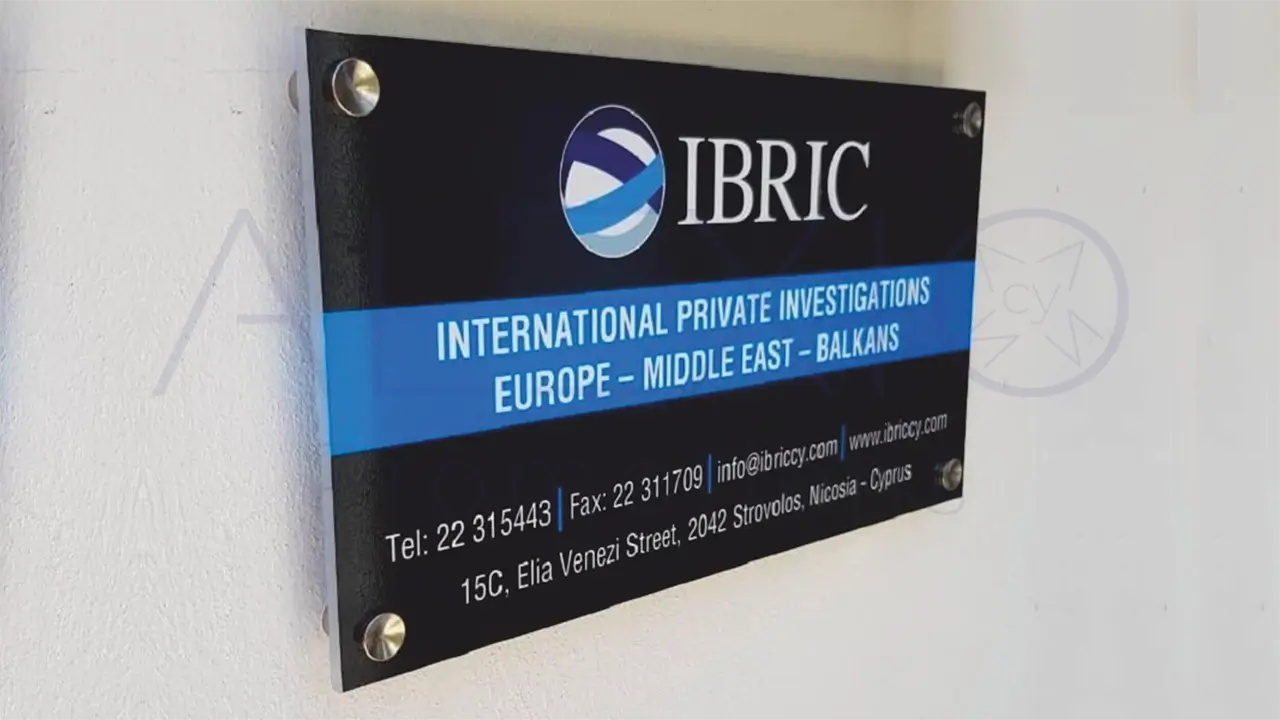 IBRIC
INTERNATIONAL PRIVATE INVESTIGATIONS
EUROPE – MIDDLE EAST – BALKANS
Tel: 22 315443 | Fax: 22 311709 | info@ibriccy.com | www.ibriccy.com
15C, Elia Venezi Street, 2042 Strovolos, Nicosia - Cyprus
CY